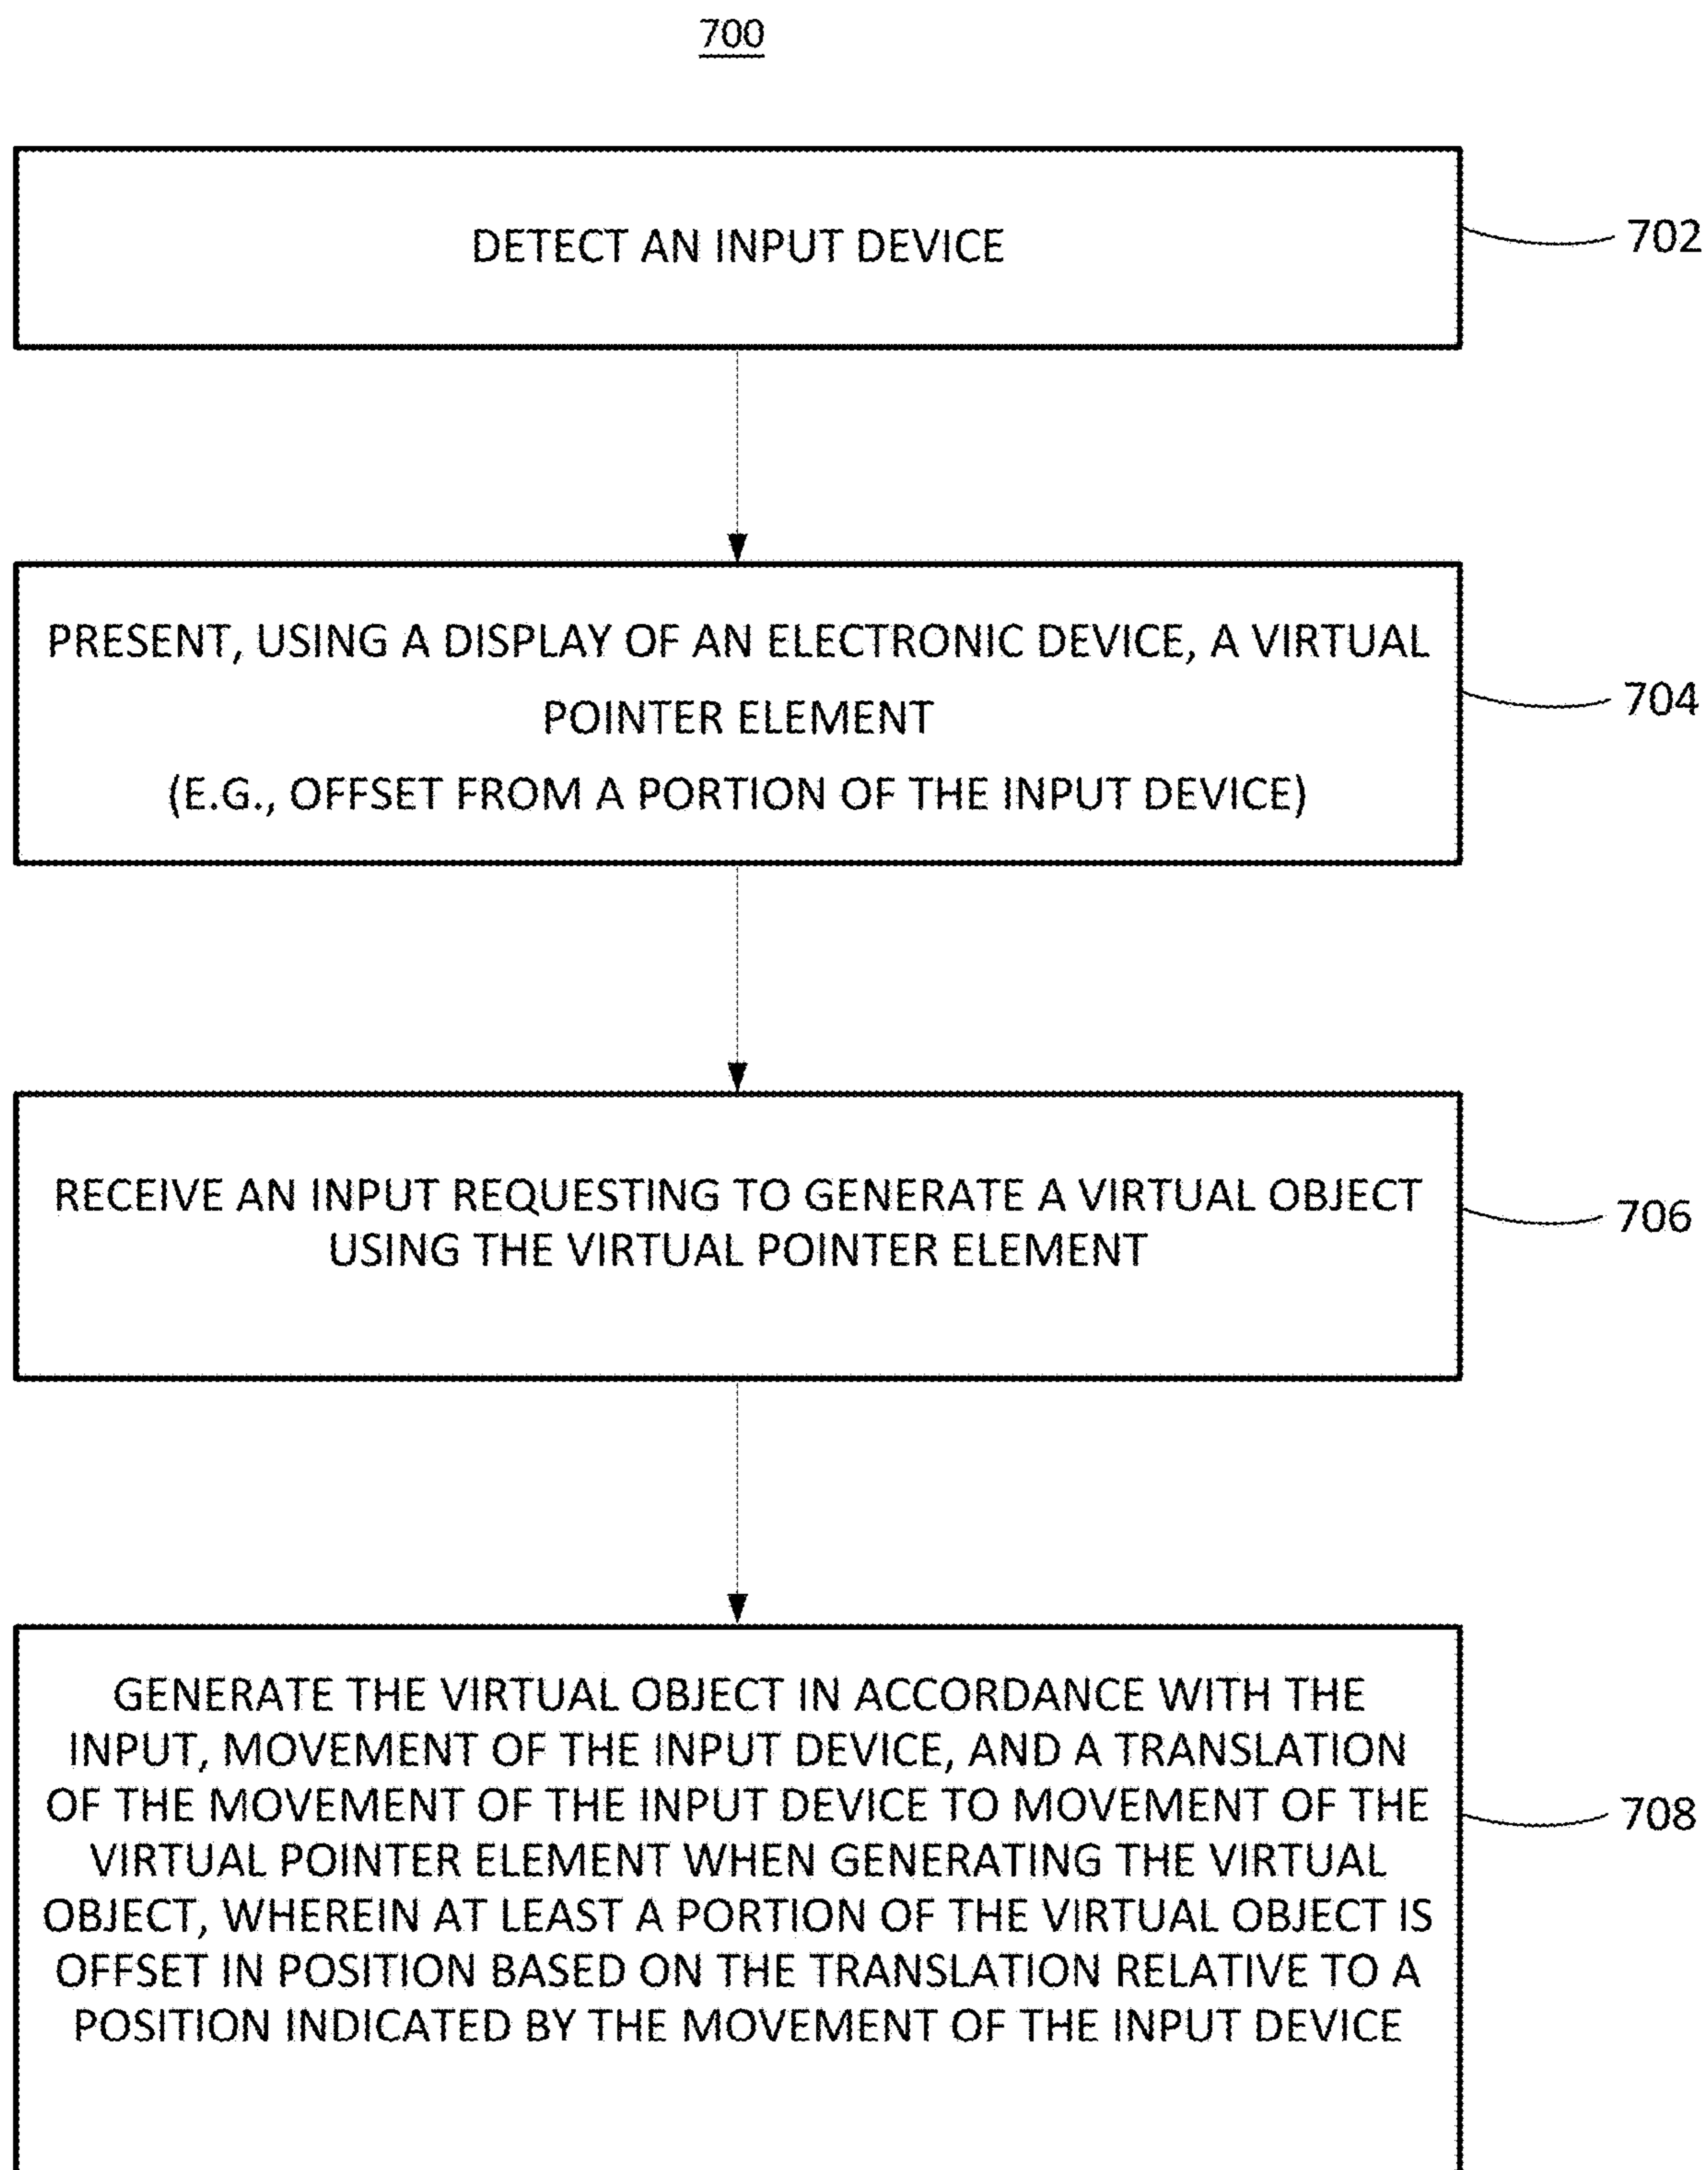 700
DETECT AN INPUT DEVICE
702
PRESENT, USING A DISPLAY OF AN ELECTRONIC DEVICE, A VIRTUAL
POINTER ELEMENT
(E.G., OFFSET FROM A PORTION OF THE INPUT DEVICE)
704
RECEIVE AN INPUT REQUESTING TO GENERATE A VIRTUAL OBJECT
USING THE VIRTUAL POINTER ELEMENT
706
GENERATE THE VIRTUAL OBJECT IN ACCORDANCE WITH THE
INPUT, MOVEMENT OF THE INPUT DEVICE, AND A TRANSLATION
OF THE MOVEMENT OF THE INPUT DEVICE TO MOVEMENT OF THE
VIRTUAL POINTER ELEMENT WHEN GENERATING THE VIRTUAL
OBJECT, WHEREIN AT LEAST A PORTION OF THE VIRTUAL OBJECT IS
OFFSET IN POSITION BASED ON THE TRANSLATION RELATIVE TO A
POSITION INDICATED BY THE MOVEMENT OF THE INPUT DEVICE
708